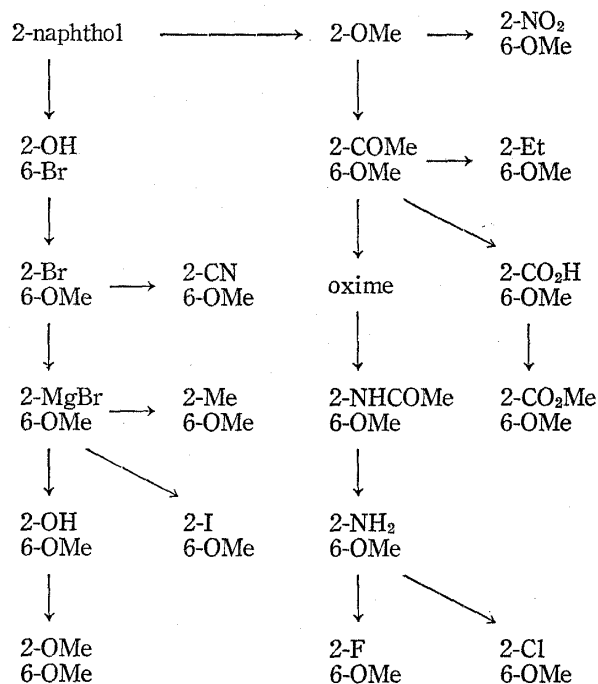 2-naphthol
2-OMe
2-NO₂
6-OMe
2-OH
6-Br
2-COMe
6-OMe
2-Et
6-OMe
2-Br
6-OMe
2-CN
6-OMe
oxime
2-CO₂H
6-OMe
2-MgBr
6-OMe
2-Me
6-OMe
2-NHCOMe
6-OMe
2-CO₂Me
6-OMe
2-OH
6-OMe
2-I
6-OMe
2-NH₂
6-OMe
2-OMe
6-OMe
2-F
6-OMe
2-Cl
6-OMe